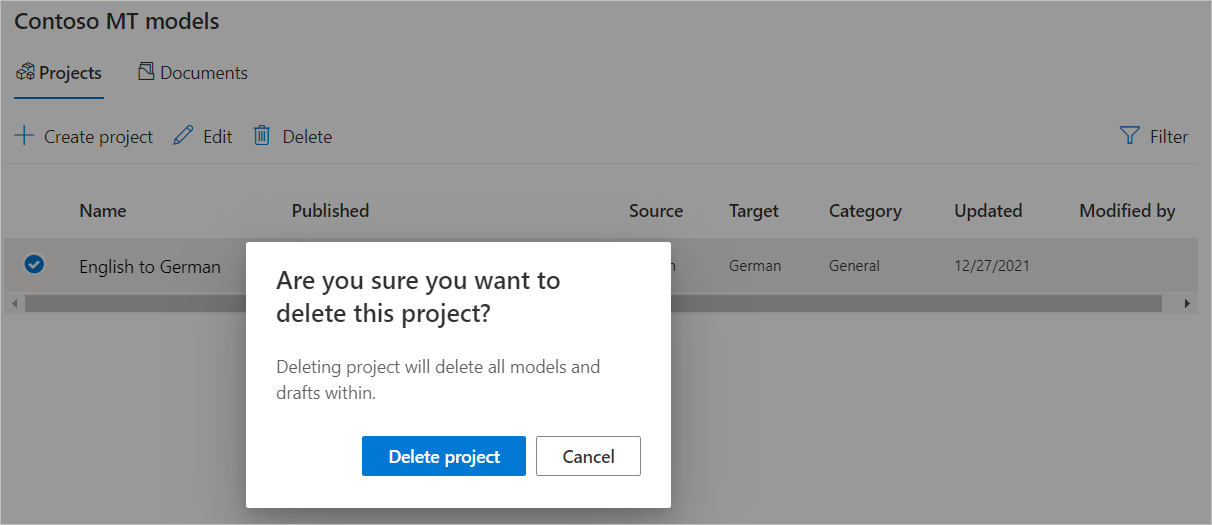 Contoso MT models
Projects Documents
Create project Edit Delete Filter
Name Published Source Target Category Updated Modified by
English to German German General 12/27/2021
Are you sure you want to
delete this project?
Deleting project will delete all models and
drafts within.
Delete project Cancel